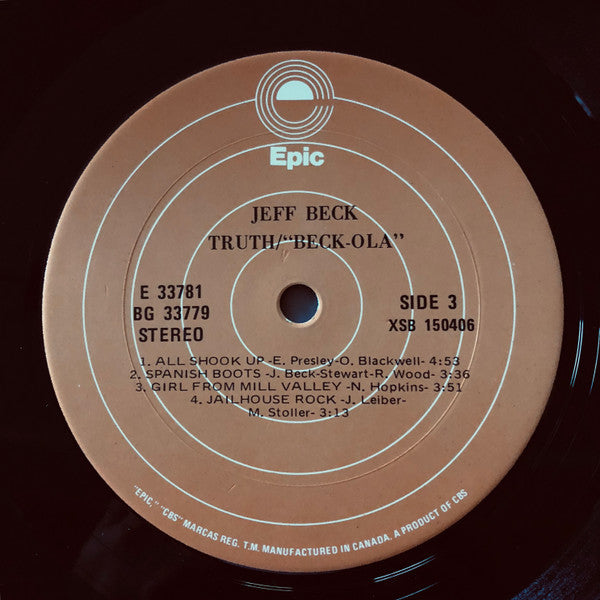 Epic
JEFF BECK
TRUTH/“BECK-OLA”
E 33781
BG 33779
STEREO
SIDE 3
XSB 150406
1. ALL SHOOK UP -E. Presley-O. Blackwell- 4:53
2. SPANISH BOOTS -J. Beck-Stewart-R. Wood- 3:36
3. GIRL FROM MILL VALLEY -N. Hopkins- 3:51
4. JAILHOUSE ROCK -J. Leiber-
M. Stoller- 3:13
"EPIC," "CBS" MARCAS REG. T.M. MANUFACTURED IN CANADA. A PRODUCT OF CBS